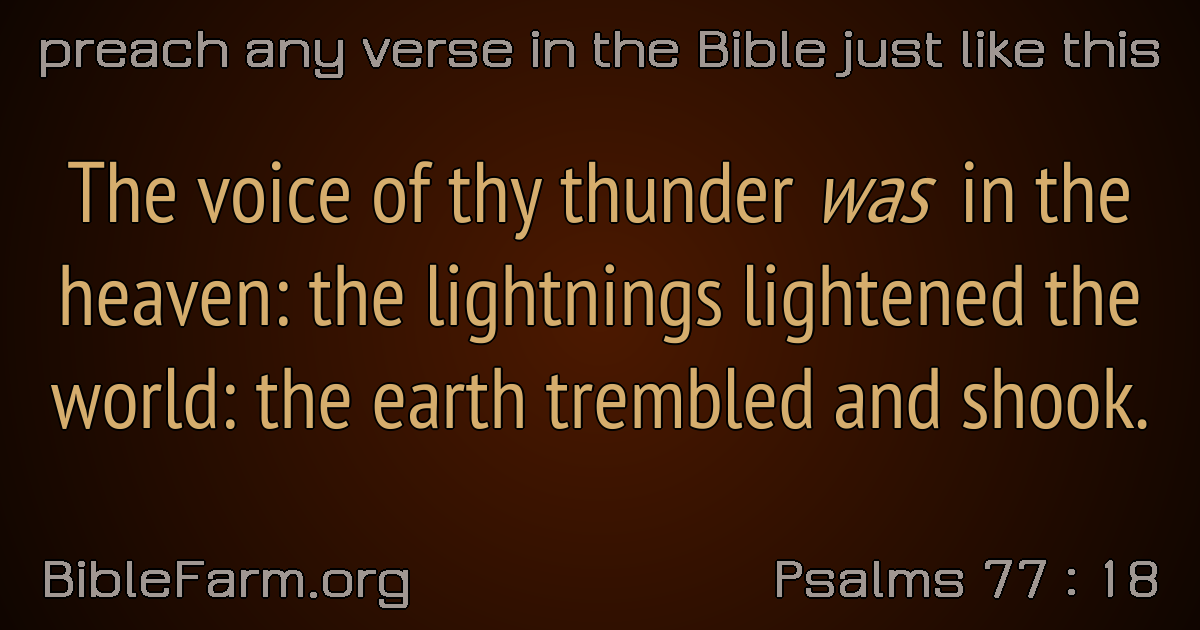 preach any verse in the Bible just like this
The voice of thy thunder was in the
heaven: the lightnings lightened the
world: the earth trembled and shook.
BibleFarm.org
Psalms 77 : 18